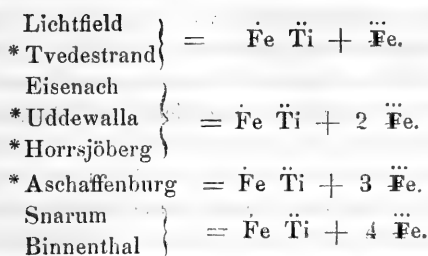 Lichtfield
* Tvedestrand } = Ḟe T̈i + F⃛e.
Eisenach
* Uddewalla } = Ḟe T̈i + 2 F⃛e.
* Horrsjöberg
* Aschaffenburg = Ḟe T̈i + 3 F⃛e.
Snarum
Binnenthal } = Ḟe T̈i + 4 F⃛e.